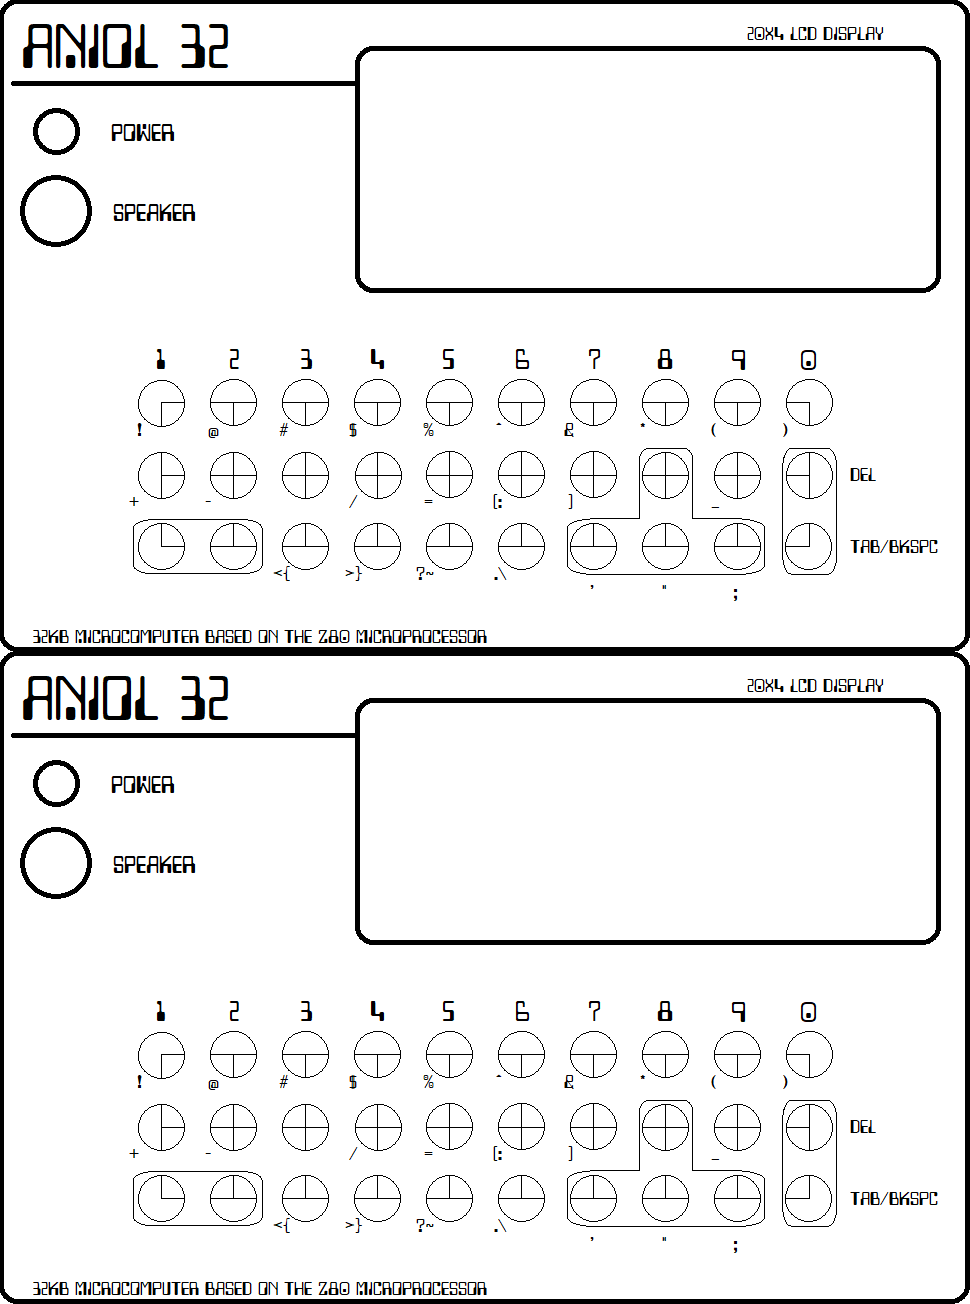 ANIOL 32
20X4 LCD DISPLAY
POWER
SPEAKER
1 2 3 4 5 6 7 8 9 0
! @ # $ % ^ & * ( )
DEL
+ - / = [: ] _
TAB/BKSPC
<{ >} ?~ .\
' " ;
32KB MICROCOMPUTER BASED ON THE Z80 MICROPROCESSOR
ANIOL 32
20X4 LCD DISPLAY
POWER
SPEAKER
1 2 3 4 5 6 7 8 9 0
! @ # $ % ^ & * ( )
DEL
+ - / = [: ] _
TAB/BKSPC
<{ >} ?~ .\
' " ;
32KB MICROCOMPUTER BASED ON THE Z80 MICROPROCESSOR